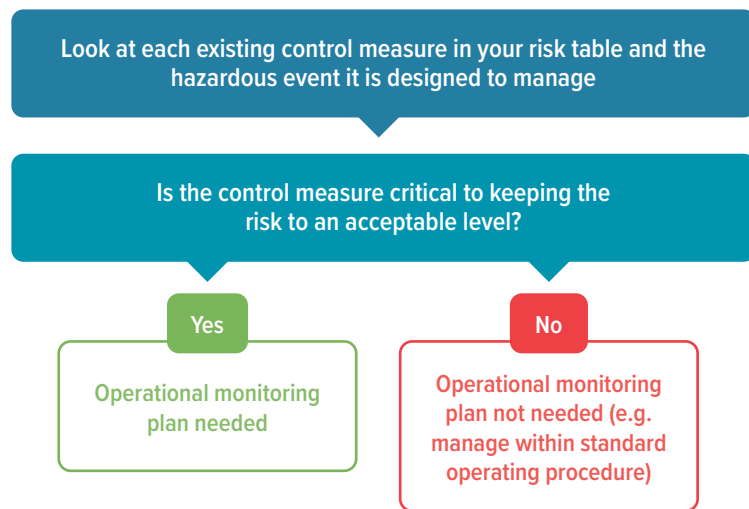 Look at each existing control measure in your risk table and the
hazardous event it is designed to manage
Is the control measure critical to keeping the
risk to an acceptable level?
Yes
Operational monitoring
plan needed
No
Operational monitoring
plan not needed (e.g.
manage within standard
operating procedure)